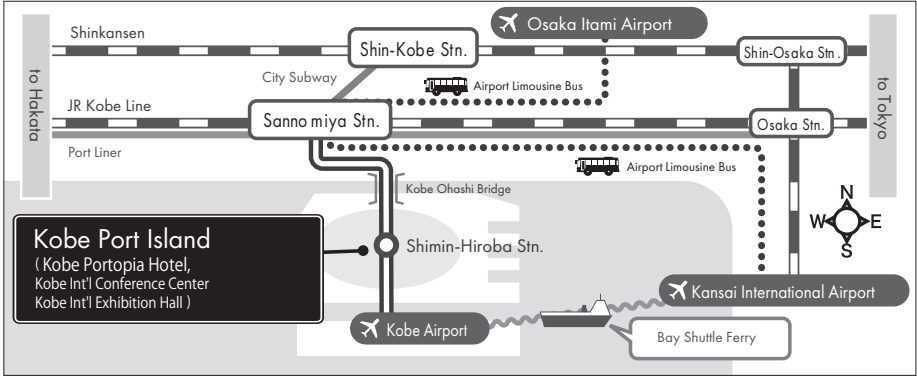 Shinkansen
Osaka Itami Airport
Shin-Kobe Stn.
Shin-Osaka Stn.
to Hakata
City Subway
Airport Limousine Bus
to Tokyo
JR Kobe Line
Sannomiya Stn.
Osaka Stn.
Port Liner
Airport Limousine Bus
Kobe Ohashi Bridge
N
W
E
S
Kobe Port Island
( Kobe Portopia Hotel,
Kobe Int'l Conference Center
Kobe Int'l Exhibition Hall )
Shimin-Hiroba Stn.
Kansai International Airport
Kobe Airport
Bay Shuttle Ferry